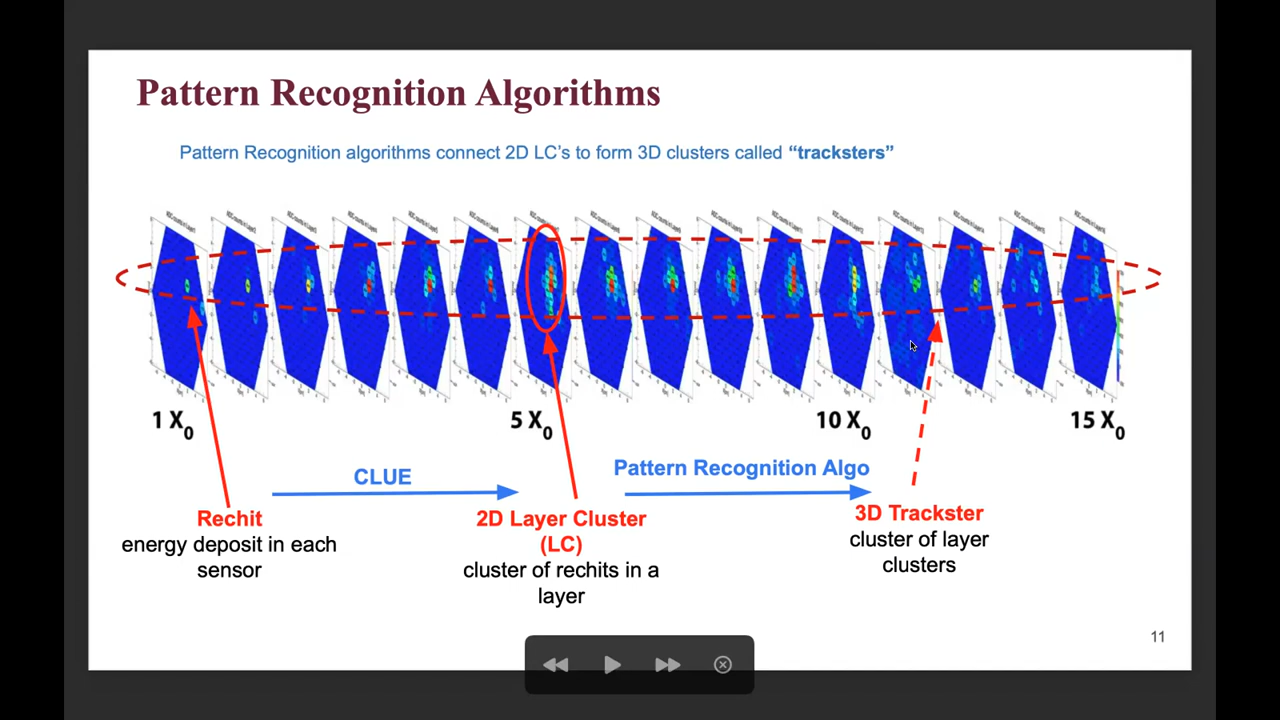 Pattern Recognition Algorithms
Pattern Recognition algorithms connect 2D LC's to form 3D clusters called “tracksters”
1 X0
5 X0
10 X0
15 X0
CLUE
Pattern Recognition Algo
Rechit
energy deposit in each
sensor
2D Layer Cluster
(LC)
cluster of rechits in a
layer
3D Trackster
cluster of layer
clusters
11